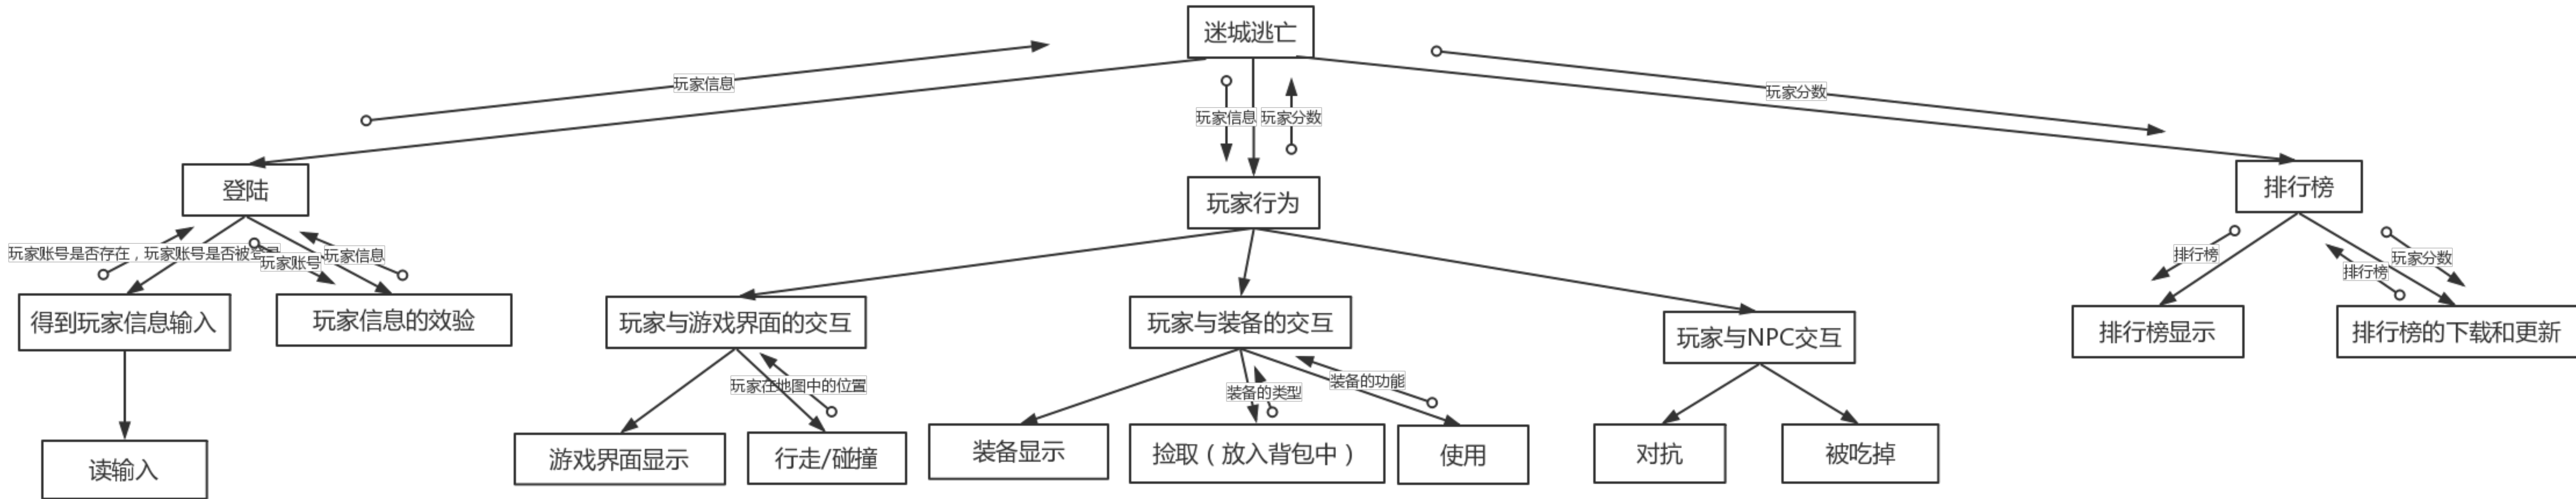 迷城逃亡
玩家信息
玩家信息
玩家分数
玩家分数
登陆
玩家行为
排行榜
玩家账号是否存在，玩家账号是否被登录
玩家账号
玩家信息
排行榜
排行榜
玩家分数
得到玩家信息输入
玩家信息的效验
玩家与游戏界面的交互
玩家与装备的交互
玩家与NPC交互
排行榜显示
排行榜的下载和更新
玩家在地图中的位置
装备的类型
装备的功能
读输入
游戏界面显示
行走/碰撞
装备显示
捡取（放入背包中）
使用
对抗
被吃掉